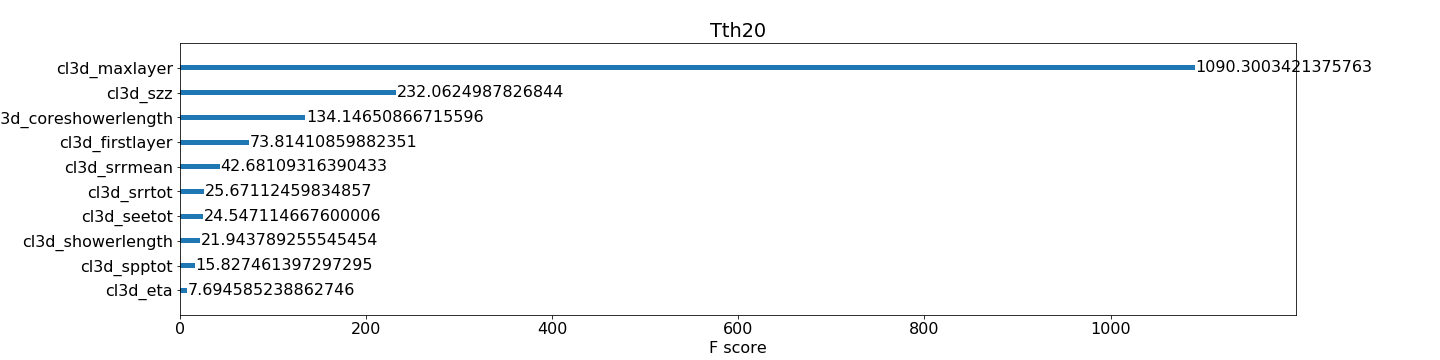 Tth20
cl3d_maxlayer 1090.3003421375763
cl3d_szz 232.0624987826844
3d_coreshowerlength 134.14650866715596
cl3d_firstlayer 73.81410859882351
cl3d_srrmean 42.68109316390433
cl3d_srrtot 25.67112459834857
cl3d_seetot 24.547114667600006
cl3d_showerlength 21.943789255545454
cl3d_spptot 15.827461397297295
cl3d_eta 7.694585238862746
0 200 400 600 800 1000
F score